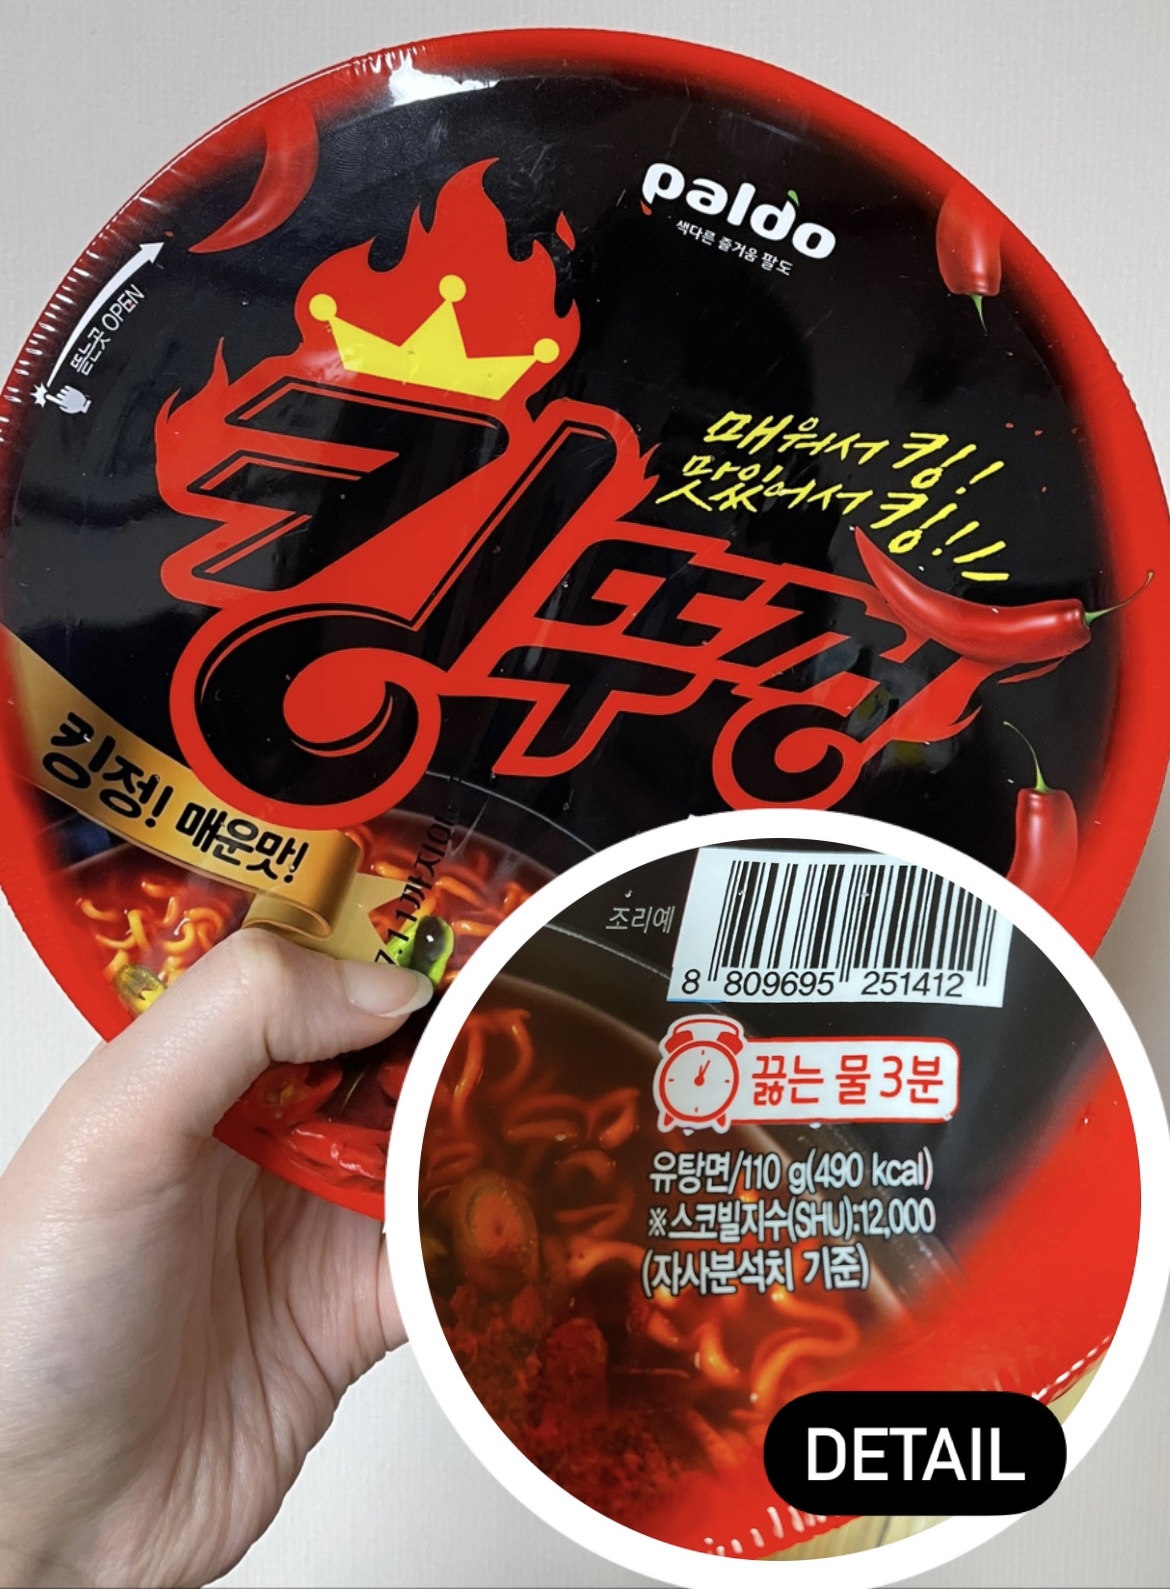 paldo
색다른 즐거움 팔도
뜯는곳 OPEN
매워서 킹!
맛있어서 킹!!
킹뚜껑
킹정! 매운맛!
조리예
8 809695 251412
끓는 물 3분
유탕면/110 g(490 kcal)
※스코빌지수(SHU):12,000
(자사분석치 기준)
DETAIL